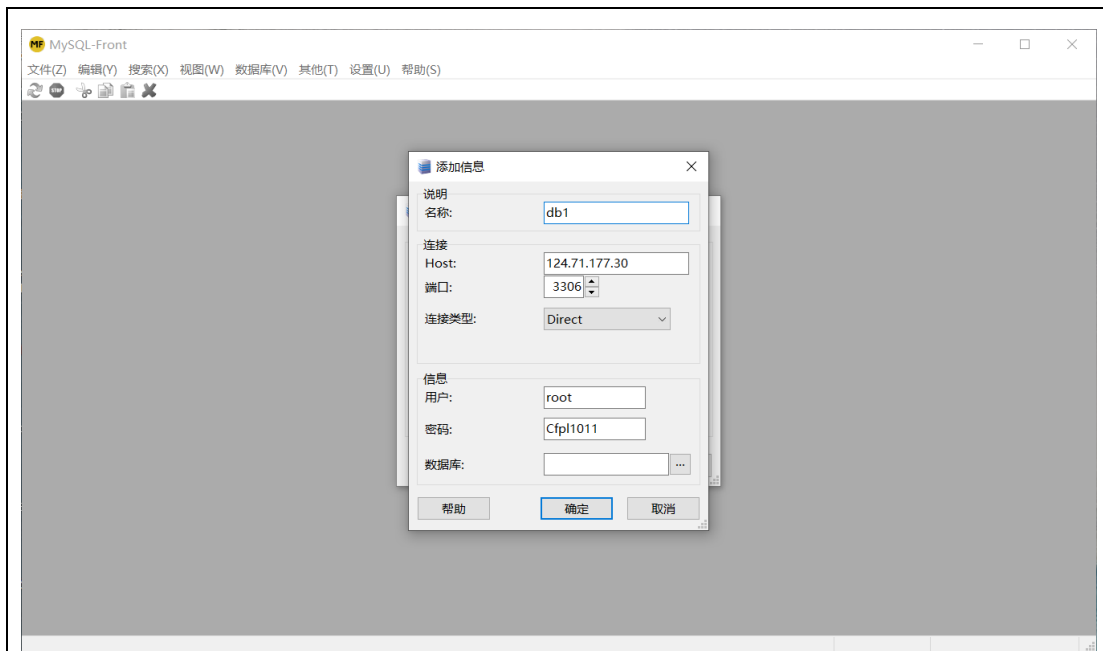 MF MySQL-Front
文件(Z) 编辑(Y) 搜索(X) 视图(W) 数据库(V) 其他(T) 设置(U) 帮助(S)
STOP
添加信息
说明
名称: db1
连接
Host: 124.71.177.30
端口: 3306
连接类型: Direct
信息
用户: root
密码: Cfpl1011
数据库: ...
帮助 确定 取消